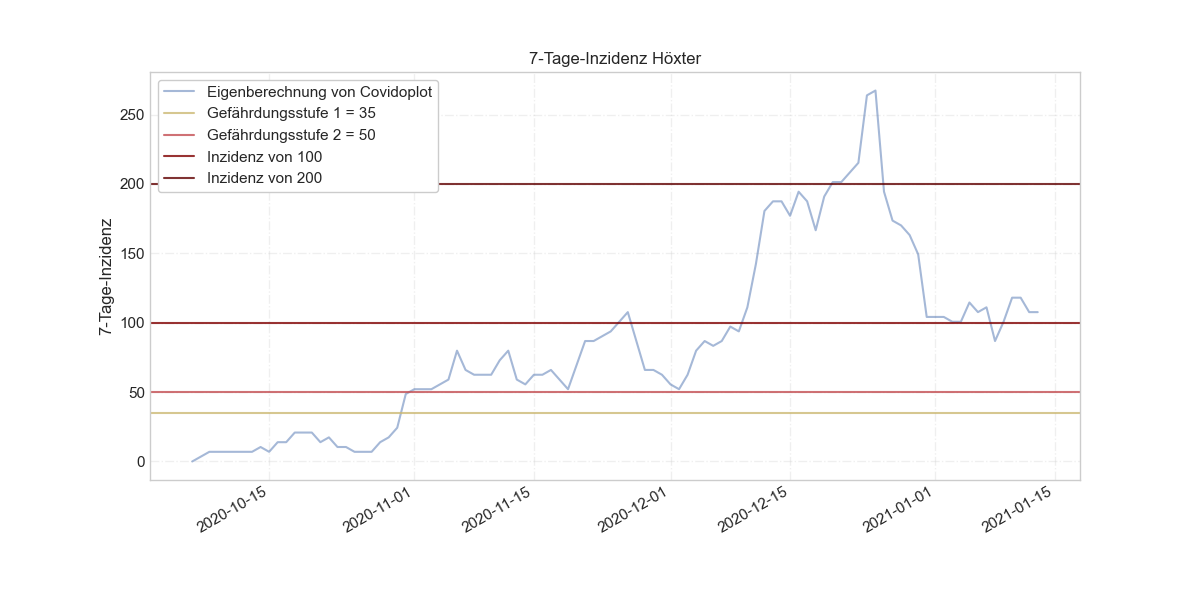 7-Tage-Inzidenz Höxter
Eigenberechnung von Covidoplot
Gefährdungsstufe 1 = 35
Gefährdungsstufe 2 = 50
Inzidenz von 100
Inzidenz von 200
7-Tage-Inzidenz
250
200
150
100
50
0
2020-10-15
2020-11-01
2020-11-15
2020-12-01
2020-12-15
2021-01-01
2021-01-15